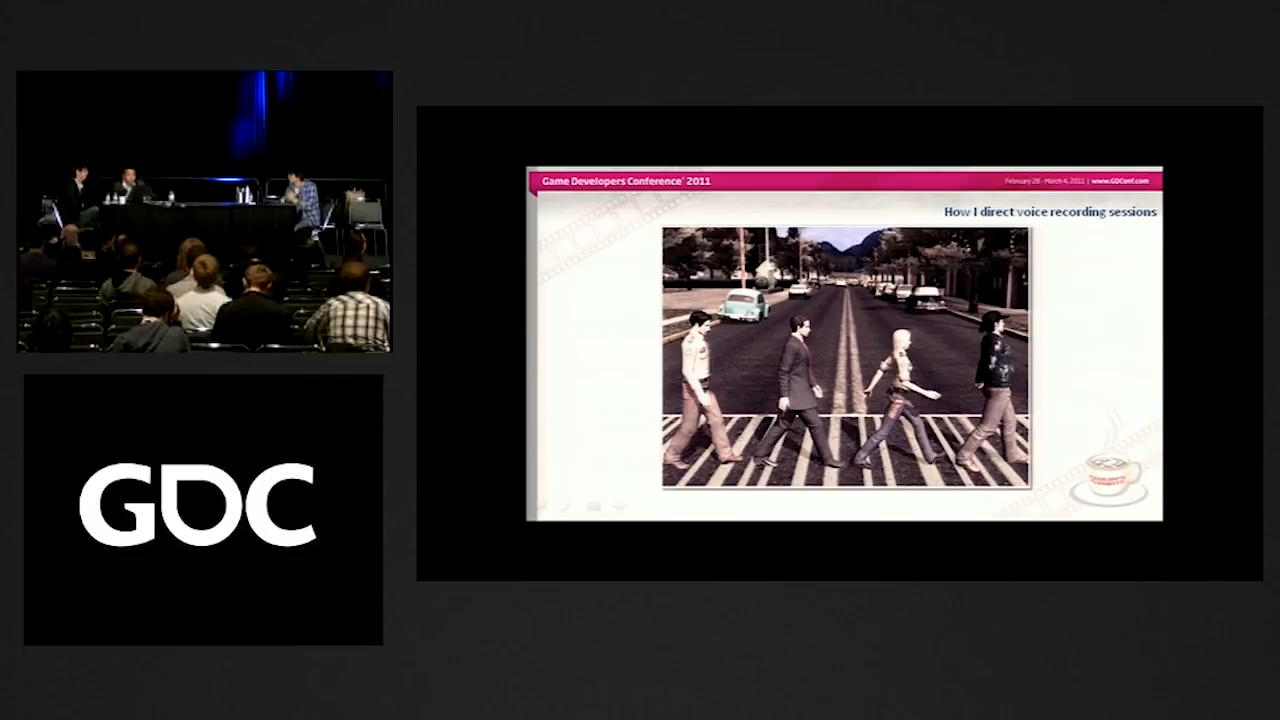 GDC
Game Developers Conference® 2011
February 28 - March 4, 2011 | www.GDConf.com
How I direct voice recording sessions